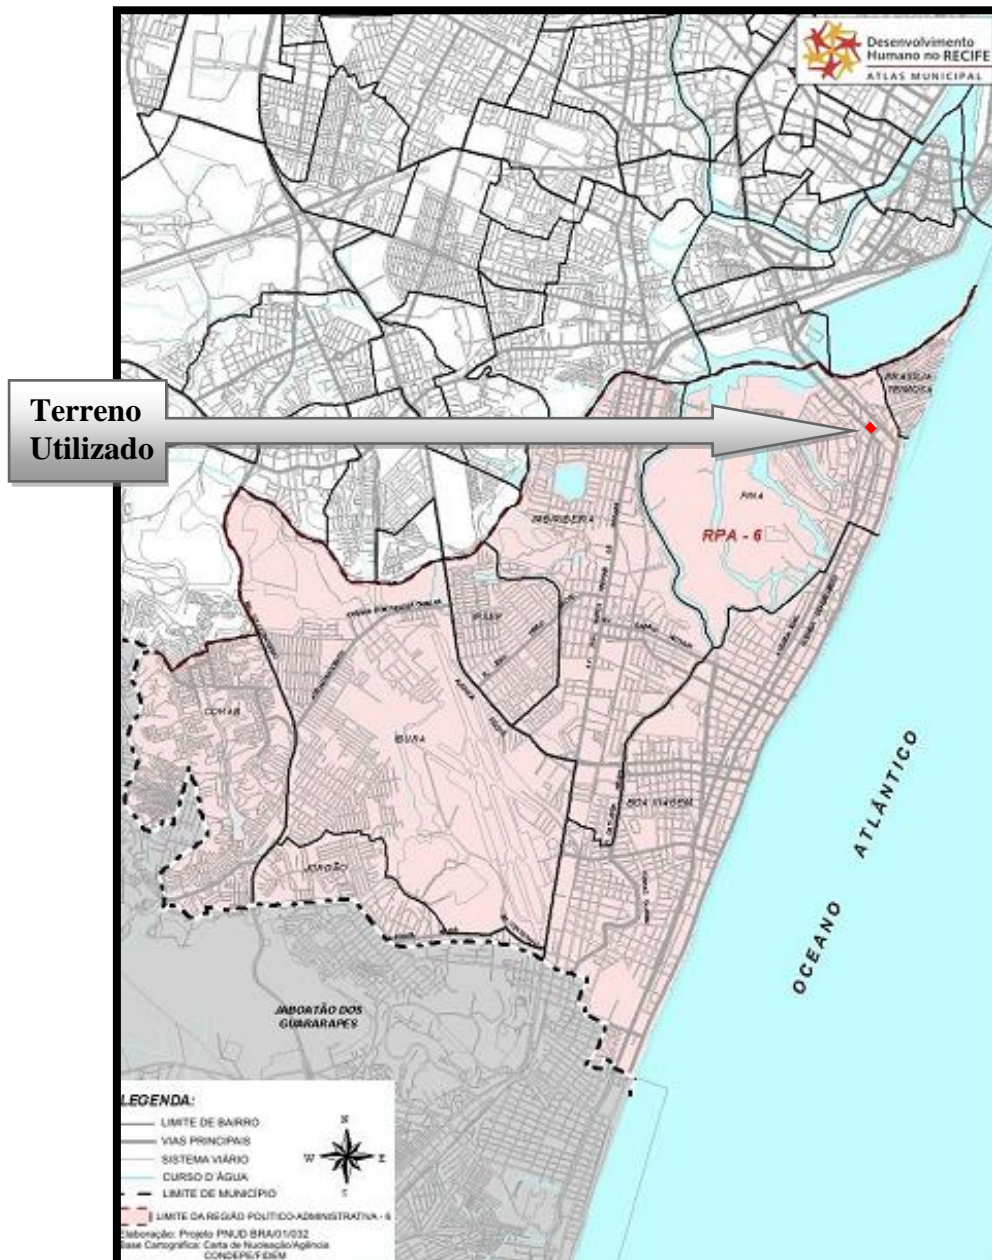 Desenvolvimento
Humano no RECIFE
ATLAS MUNICIPAL
Terreno
Utilizado
BRASÍLIA
TEIMOSA
PINA
RPA - 6
IMBIRIBEIRA
IPSEP
COHAB
IBURA
BOA VIAGEM
JORDÃO
OCEANO ATLÂNTICO
JABOATÃO DOS
GUARARAPES
LEGENDA:
LIMITE DE BAIRRO
VIAS PRINCIPAIS
SISTEMA VIÁRIO
CURSO D'ÁGUA
LIMITE DE MUNICÍPIO
LIMITE DA REGIÃO POLÍTICO-ADMINISTRATIVA - 6
Elaboração: Projeto PNUD BRA/01/032
Base Cartográfica: Carta de Nucleação/Agência
CONDEPE/FIDEM
N
W E
S